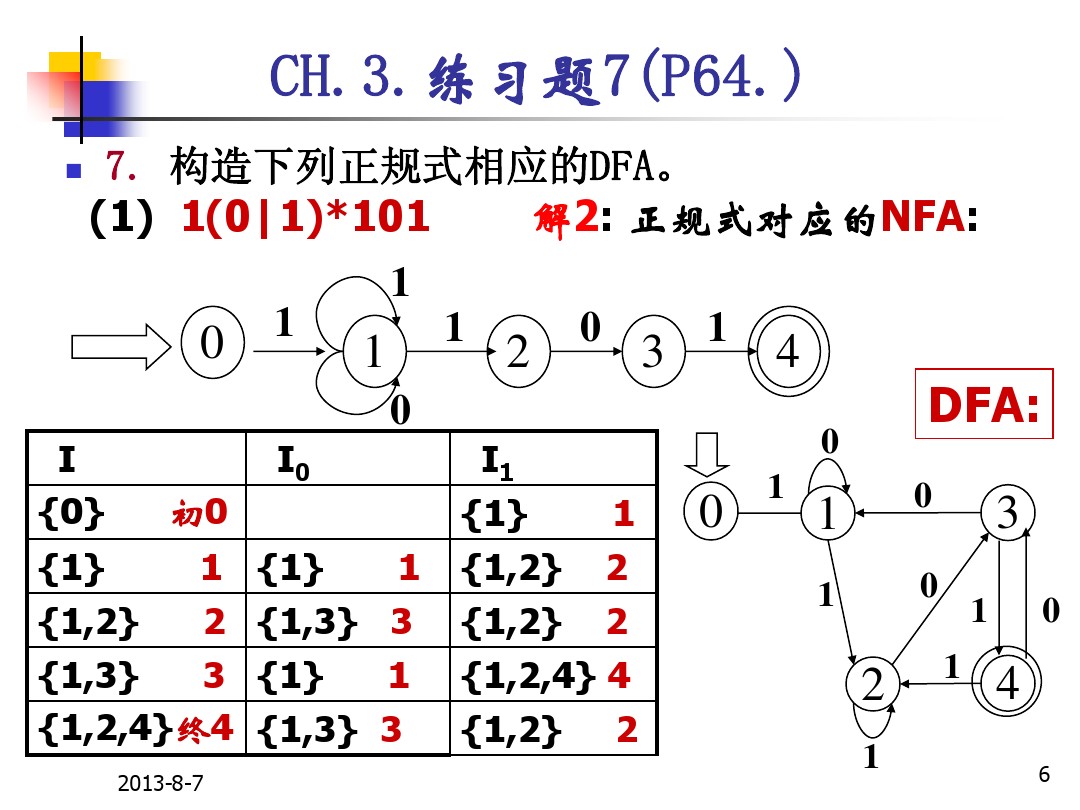 CH.3.练习题7(P64.)
7. 构造下列正规式相应的DFA。
(1) 1(0|1)*101 解2: 正规式对应的NFA:
1
0 1 1 1 2 0 3 1 4
0
DFA:
I I0 I1
{0} 初0 {1} 1
{1} 1 {1} 1 {1,2} 2
{1,2} 2 {1,3} 3 {1,2} 2
{1,3} 3 {1} 1 {1,2,4} 4
{1,2,4} 终4 {1,3} 3 {1,2} 2
0
0 1 1 0 3
1 0 1 0
2 1 4
1
2013-8-7 6